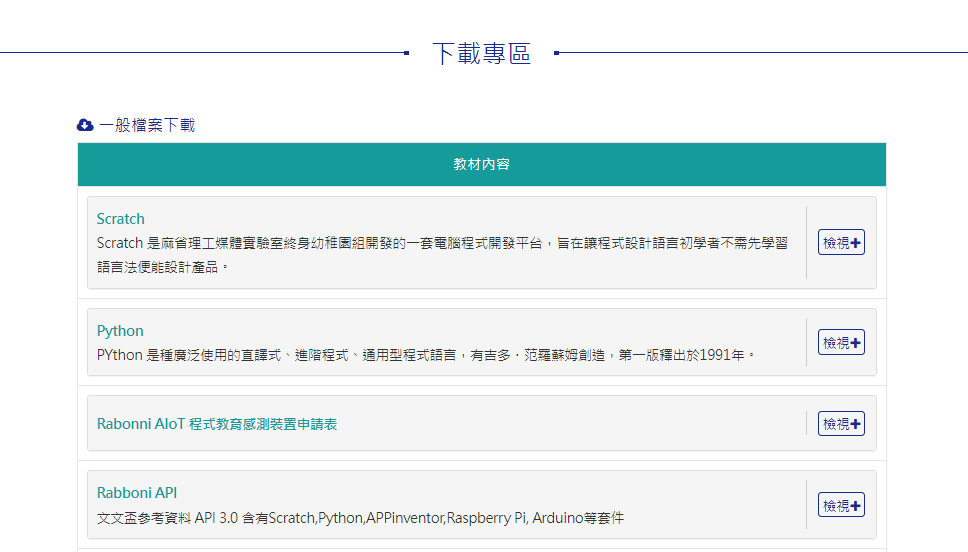 下載專區
一般檔案下載
教材內容
Scratch
Scratch 是麻省理工媒體實驗室終身幼稚園組開發的一套電腦程式開發平台，旨在讓程式設計語言初學者不需先學習
語言法便能設計產品。
檢視
Python
PYthon 是種廣泛使用的直譯式、進階程式、通用型程式語言，有吉多．范羅蘇姆創造，第一版釋出於1991年。
檢視
Rabonni AIoT 程式教育感測裝置申請表
檢視
Rabboni API
文文盃參考資料 API 3.0 含有Scratch,Python,APPinventor,Raspberry Pi, Arduino等套件
檢視